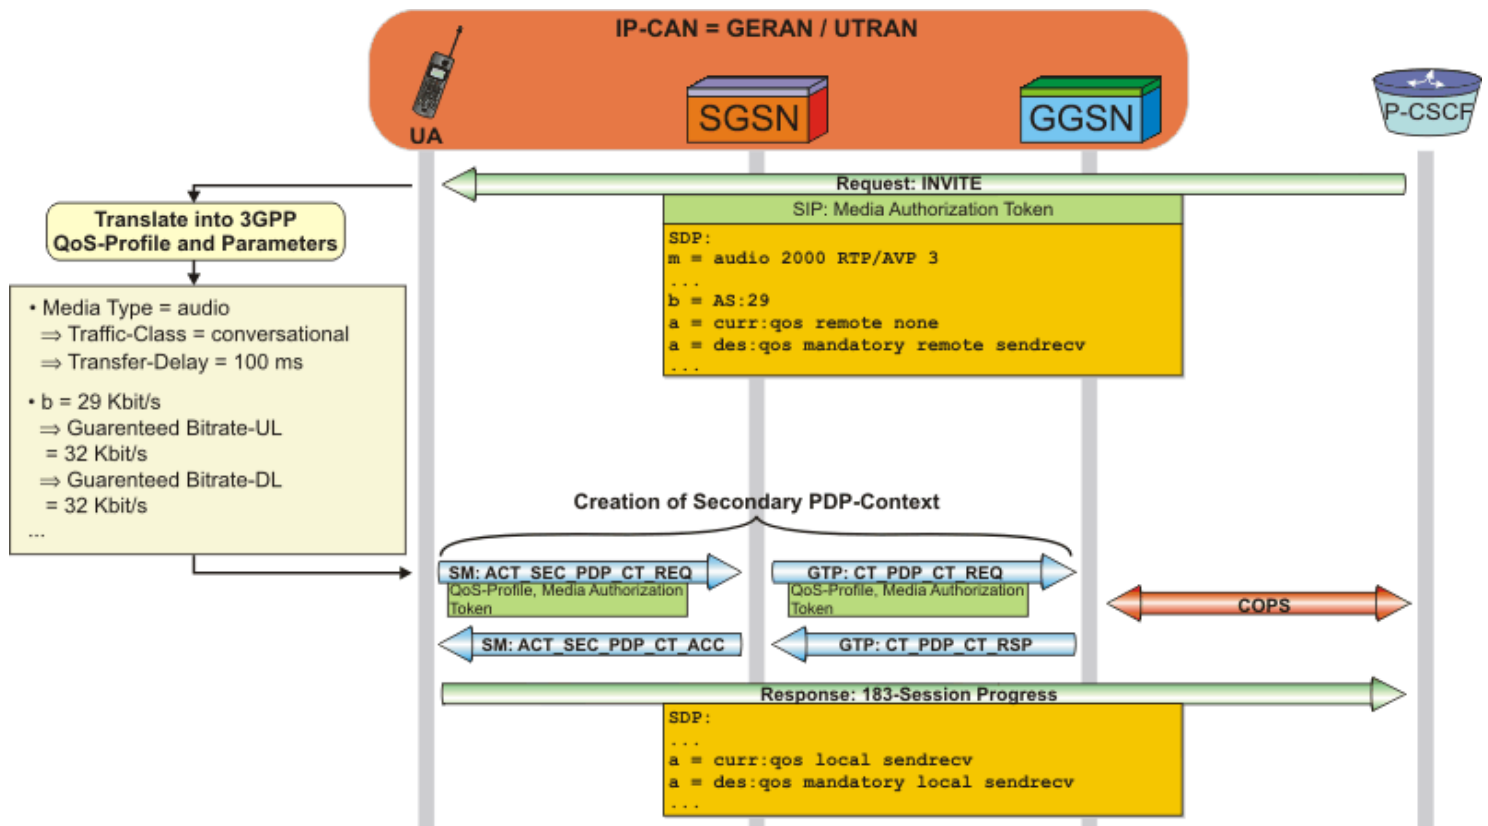 IP-CAN = GERAN / UTRAN
UA
SGSN
GGSN
P-CSCF
Request: INVITE
SIP: Media Authorization Token
SDP:
m = audio 2000 RTP/AVP 3
...
b = AS:29
a = curr:qos remote none
a = des:qos mandatory remote sendrecv
...
Translate into 3GPP
QoS-Profile and Parameters
• Media Type = audio
⇒ Traffic-Class = conversational
⇒ Transfer-Delay = 100 ms
• b = 29 Kbit/s
⇒ Guarenteed Bitrate-UL
= 32 Kbit/s
⇒ Guarenteed Bitrate-DL
= 32 Kbit/s
...
Creation of Secondary PDP-Context
SM: ACT_SEC_PDP_CT_REQ
QoS-Profile, Media Authorization
Token
GTP: CT_PDP_CT_REQ
QoS-Profile, Media Authorization
Token
COPS
SM: ACT_SEC_PDP_CT_ACC
GTP: CT_PDP_CT_RSP
Response: 183-Session Progress
SDP:
...
a = curr:qos local sendrecv
a = des:qos mandatory local sendrecv
...